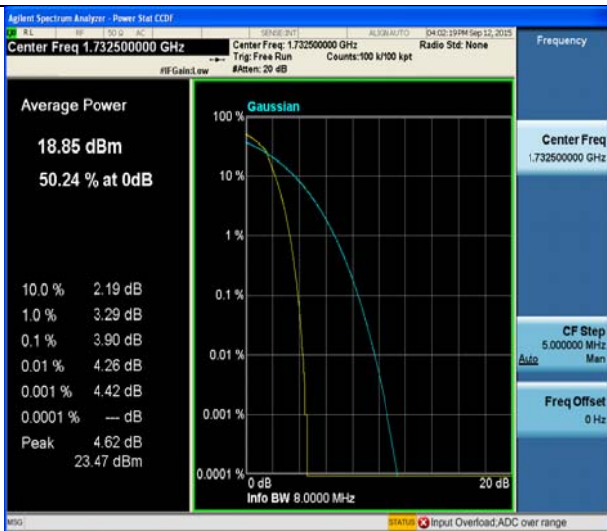 Agilent Spectrum Analyzer - Power Stat CCDF
RL RF 50 Ω AC SENSE:INT ALIGN AUTO 04:02:19 PM Sep 12, 2015
Center Freq 1.732500000 GHz
Center Freq: 1.732500000 GHz Radio Std: None
Trig: Free Run Counts:100 k/100 kpt
#IFGain:Low #Atten: 20 dB
Frequency
Average Power
18.85 dBm
50.24 % at 0dB
10.0 % 2.19 dB
1.0 % 3.29 dB
0.1 % 3.90 dB
0.01 % 4.26 dB
0.001 % 4.42 dB
0.0001 % --- dB
Peak 4.62 dB
23.47 dBm
Gaussian
100 %
10 %
1 %
0.1 %
0.01 %
0.001 %
0.0001 %
0 dB 20 dB
Info BW 8.0000 MHz
Center Freq
1.732500000 GHz
CF Step
5.000000 MHz
Auto Man
Freq Offset
0 Hz
MSG STATUS Input Overload;ADC over range